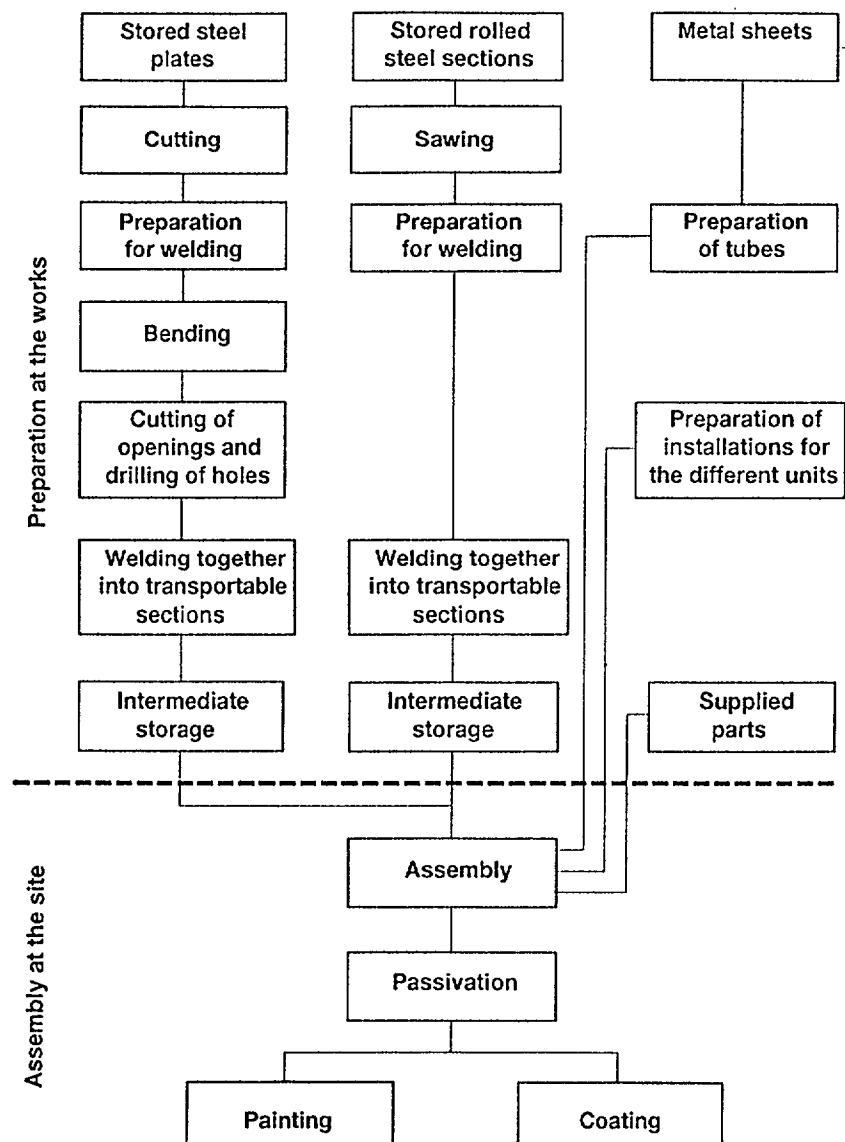 Stored steel
plates
Stored rolled
steel sections
Metal sheets
Cutting
Sawing
Preparation
for welding
Preparation
for welding
Preparation
of tubes
Bending
Cutting of
openings and
drilling of holes
Preparation of
installations for
the different units
Welding together
into transportable
sections
Welding together
into transportable
sections
Intermediate
storage
Intermediate
storage
Supplied
parts
Preparation at the works
Assembly
Passivation
Painting
Coating
Assembly at the site